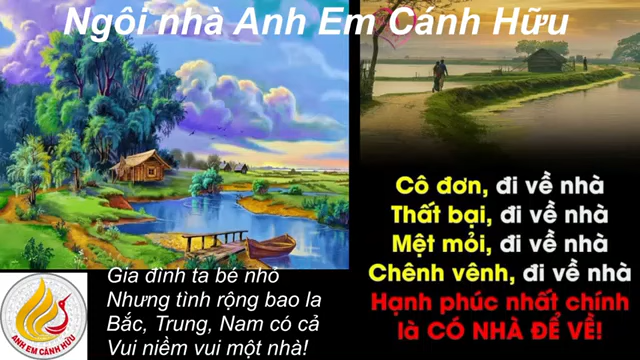 Ngôi nhà Anh Em Cánh Hữu
Cô đơn, đi về nhà
Thất bại, đi về nhà
Mệt mỏi, đi về nhà
Chênh vênh, đi về nhà
Hạnh phúc nhất chính
là CÓ NHÀ ĐỂ VỀ!
Gia đình ta bé nhỏ
Nhưng tình rộng bao la
Bắc, Trung, Nam có cả
Vui niềm vui một nhà!
ANH EM CÁNH HỮU